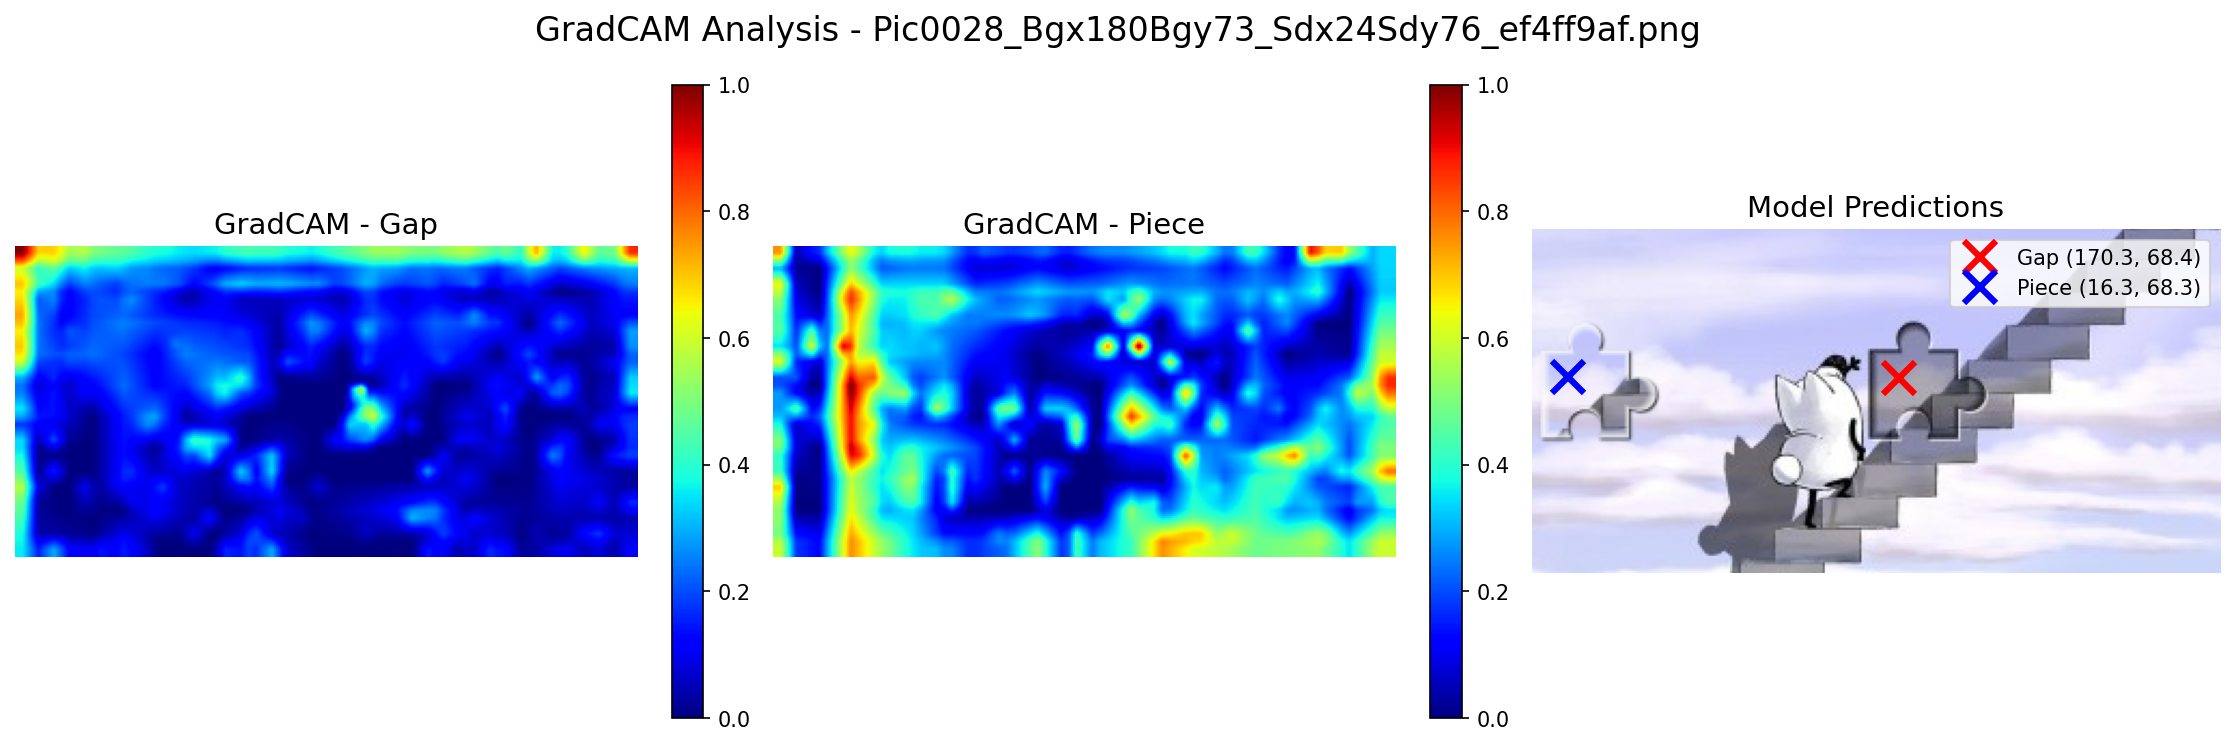 GradCAM Analysis - Pic0028_Bgx180Bgy73_Sdx24Sdy76_ef4ff9af.png
GradCAM - Gap
1.0
0.8
0.6
0.4
0.2
0.0
GradCAM - Piece
1.0
0.8
0.6
0.4
0.2
0.0
Model Predictions
Gap (170.3, 68.4)
Piece (16.3, 68.3)